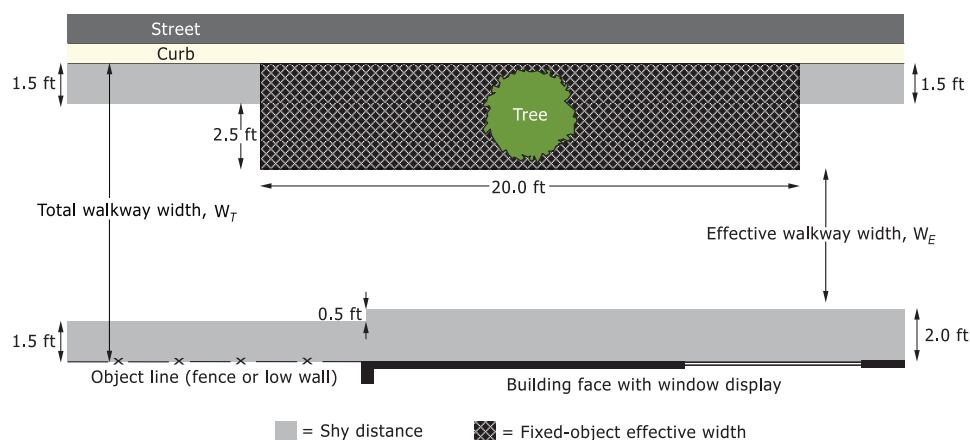 Street
Curb
1.5 ft
1.5 ft
Tree
2.5 ft
20.0 ft
Total walkway width, W_T
Effective walkway width, W_E
0.5 ft
1.5 ft
2.0 ft
Object line (fence or low wall)
Building face with window display
= Shy distance
= Fixed-object effective width